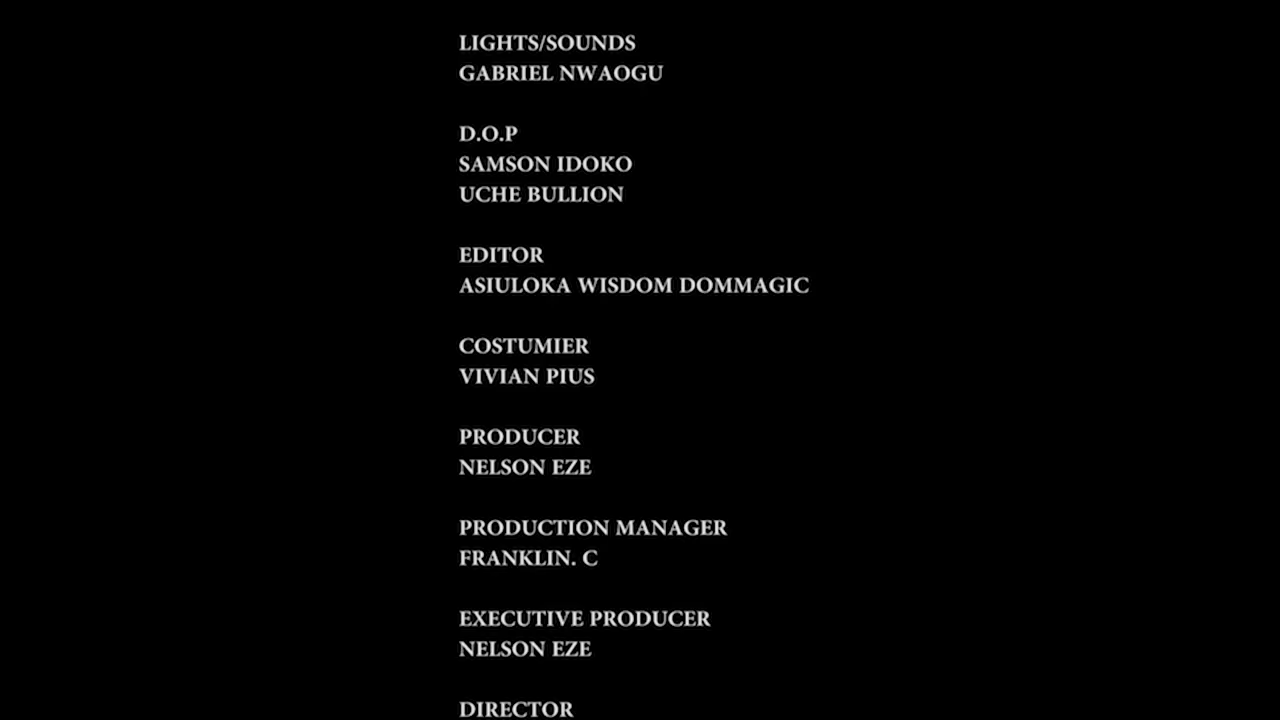 LIGHTS/SOUNDS
GABRIEL NWAOGU
D.O.P
SAMSON IDOKO
UCHE BULLION
EDITOR
ASIULOKA WISDOM DOMMAGIC
COSTUMIER
VIVIAN PIUS
PRODUCER
NELSON EZE
PRODUCTION MANAGER
FRANKLIN. C
EXECUTIVE PRODUCER
NELSON EZE
DIRECTOR